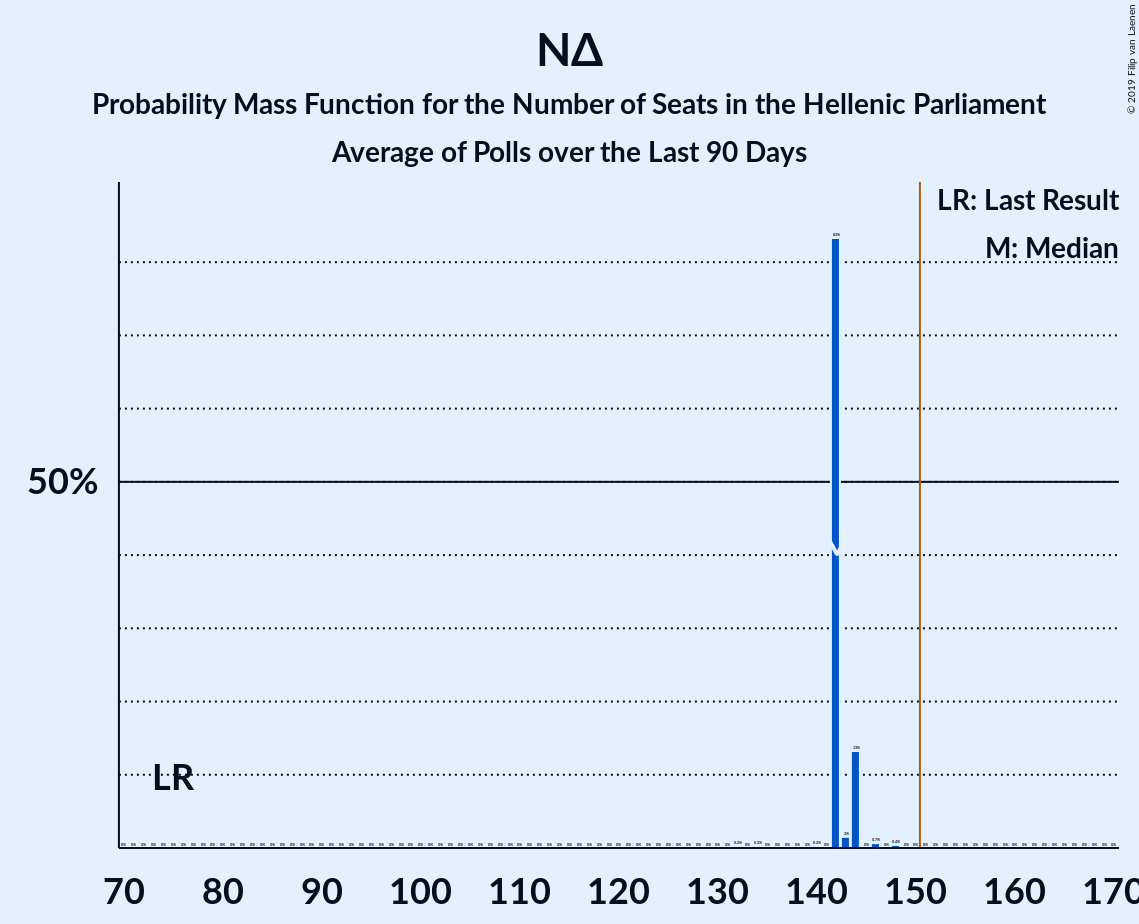 ΝΔ
Probability Mass Function for the Number of Seats in the Hellenic Parliament
Average of Polls over the Last 90 Days
© 2019 Filip van Laenen
LR: Last Result
M: Median
50%
LR
83%
2%
13%
0.7%
70 80 90 100 110 120 130 140 150 160 170